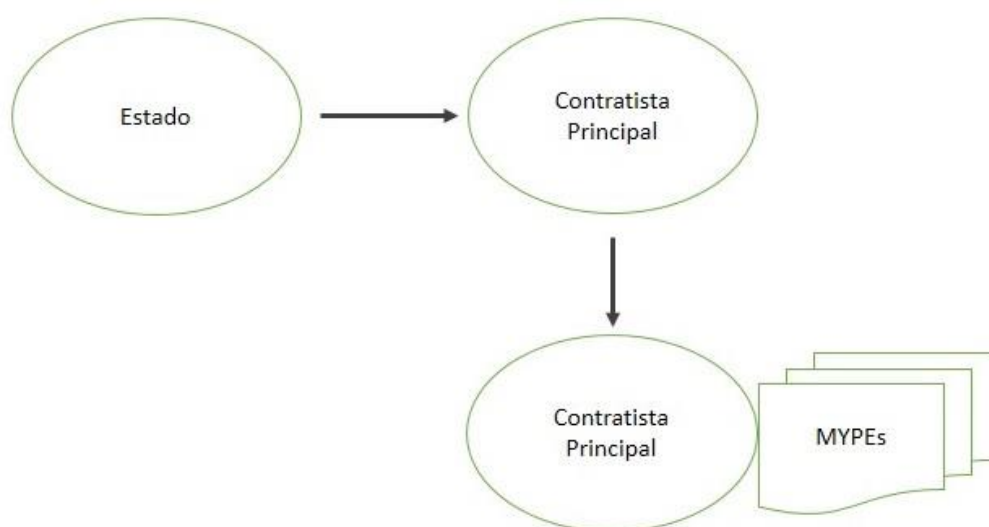 Estado
Contratista
Principal
Contratista
Principal
MYPEs